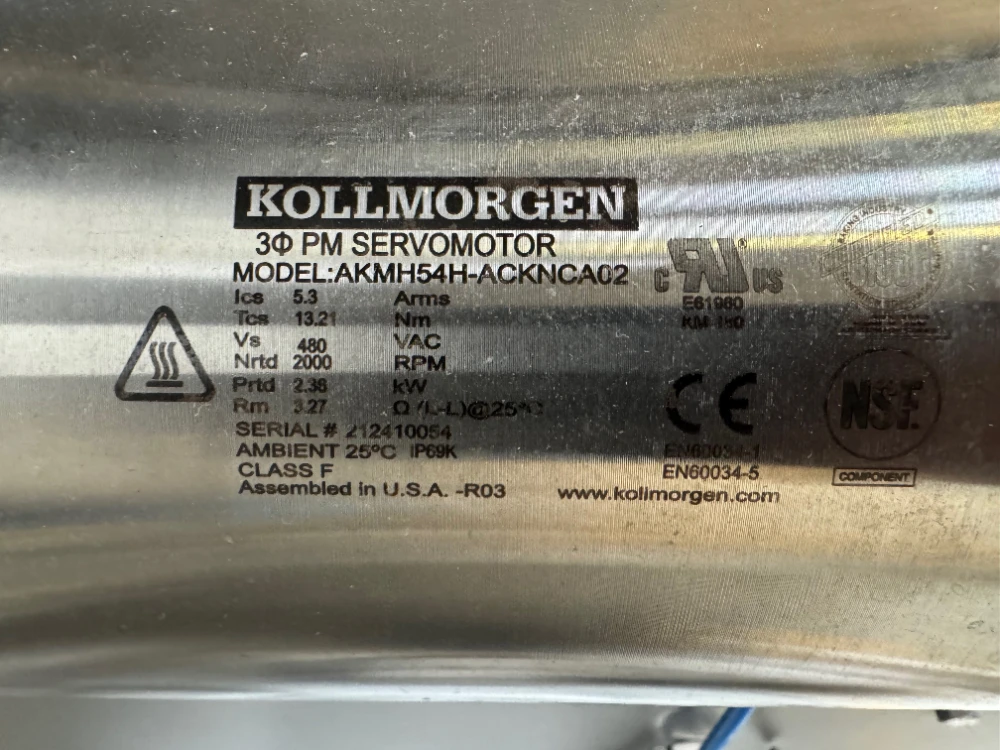 KOLLMORGEN
3Φ PM SERVOMOTOR
MODEL:AKMH54H-ACKNCA02
Ics 5.3 Arms
Tcs 13.21 Nm
Vs 480 VAC
Nrtd 2000 RPM
Prtd 2.36 kW
Rm 3.27 Ω (L-L)@25°C
SERIAL # 212410054
AMBIENT 25°C IP69K
CLASS F
Assembled in U.S.A. -R03
C RU ® US
E61960
CE
EN60034-1
EN60034-5
www.kollmorgen.com
NSF.
COMPONENT